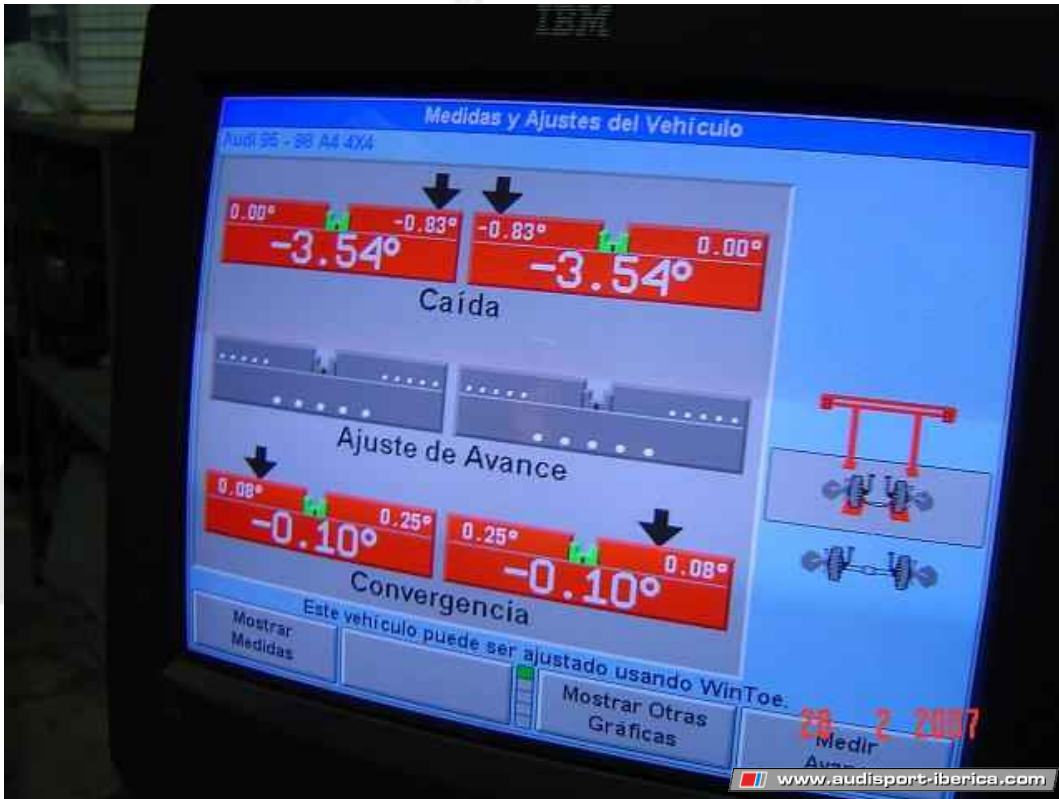 IBM
Medidas y Ajustes del Vehículo
Audi 95 - 98 A4 4X4
0.00° -0.83° -0.83° 0.00°
-3.54° -3.54°
Caída
Ajuste de Avance
0.08° 0.25° 0.25° 0.08°
-0.10° -0.10°
Convergencia
Este vehículo puede ser ajustado usando WinToe.
Mostrar Medidas
Mostrar Otras Gráficas
Medir
28 2 2007
www.audisport-iberica.com